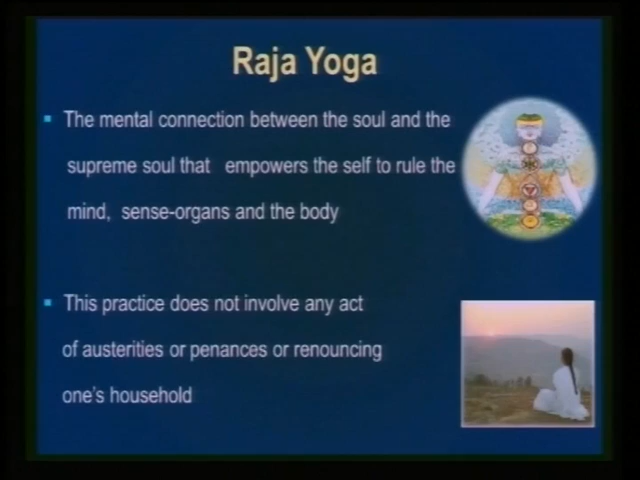 Raja Yoga
▪ The mental connection between the soul and the
supreme soul that empowers the self to rule the
mind, sense-organs and the body
▪ This practice does not involve any act
of austerities or penances or renouncing
one's household